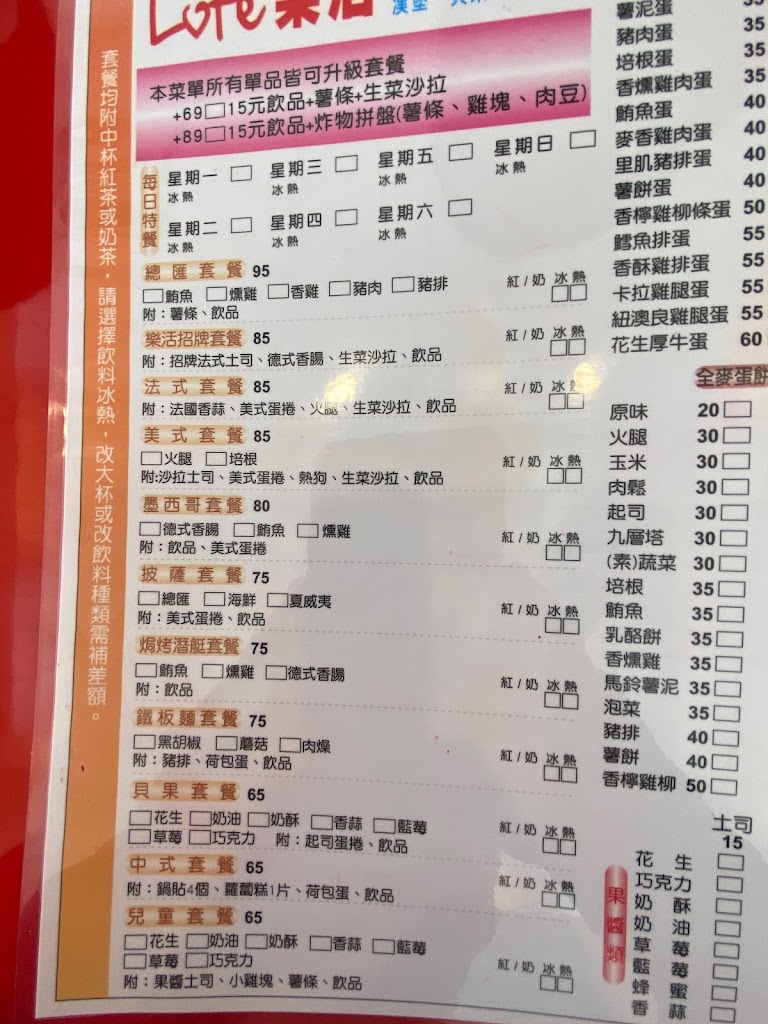 Lore 樂活
套餐均附中杯紅茶或奶茶，請選擇飲料冰熱，改大杯或改飲料種類需補差額。
本菜單所有單品皆可升級套餐
+69□15元飲品+薯條+生菜沙拉
+89□15元飲品+炸物拼盤(薯條、雞塊、肉豆)
每日特餐
星期一 □ 星期三 □ 星期五 □ 星期日 □
冰熱 冰熱 冰熱 冰熱
星期二 □ 星期四 □ 星期六 □
冰熱 冰熱 冰熱
總匯套餐 95
□鮪魚 □燻雞 □香雞 □豬肉 □豬排 紅/奶 冰熱
附：薯條、飲品 □□
樂活招牌套餐 85 紅/奶 冰熱
附：招牌法式土司、德式香腸、生菜沙拉、飲品 □□
法式套餐 85 紅/奶 冰熱
附：法國香蒜、美式蛋捲、火腿、生菜沙拉、飲品 □□
美式套餐 85
□火腿 □培根 紅/奶 冰熱
附:沙拉土司、美式蛋捲、熱狗、生菜沙拉、飲品 □□
墨西哥套餐 80
□德式香腸 □鮪魚 □燻雞 紅/奶 冰熱
附：飲品、美式蛋捲 □□
披薩套餐 75
□總匯 □海鮮 □夏威夷 紅/奶 冰熱
附：美式蛋捲、飲品 □□
焗烤潛艇套餐 75
□鮪魚 □燻雞 □德式香腸 紅/奶 冰熱
附：飲品 □□
鐵板麵套餐 75
□黑胡椒 □蘑菇 □肉燥 紅/奶 冰熱
附：豬排、荷包蛋、飲品 □□
貝果套餐 65
□花生 □奶油 □奶酥 □香蒜 □藍莓 紅/奶 冰熱
□草莓 □巧克力 附：起司蛋捲、飲品 □□
中式套餐 65 紅/奶 冰熱
附：鍋貼4個、蘿蔔糕1片、荷包蛋、飲品 □□
兒童套餐 65
□花生 □奶油 □奶酥 □香蒜 □藍莓
□草莓 □巧克力 紅/奶 冰熱
附：果醬土司、小雞塊、薯條、飲品 □□
薯泥蛋 35
豬肉蛋 35
培根蛋 35
香燻雞肉蛋 35
鮪魚蛋 40
麥香雞肉蛋 40
里肌豬排蛋 40
薯餅蛋 40
香檸雞柳條蛋 50
鱈魚排蛋 55
香酥雞排蛋 55
卡拉雞腿蛋 55
紐澳良雞腿蛋 55
花生厚牛蛋 60
全麥蛋餅
原味 20□
火腿 30□
玉米 30□
肉鬆 30□
起司 30□
九層塔 30□
(素)蔬菜 30□
培根 35□
鮪魚 35□
乳酪餅 35□
香燻雞 35□
馬鈴薯泥 35□
泡菜 35□
豬排 40□
薯餅 40□
香檸雞柳 50□
土司
15
果醬類
花生 □
巧克力 □
奶酥 □
奶油 □
草莓 □
藍莓 □
蜂蜜 □
香蒜 □